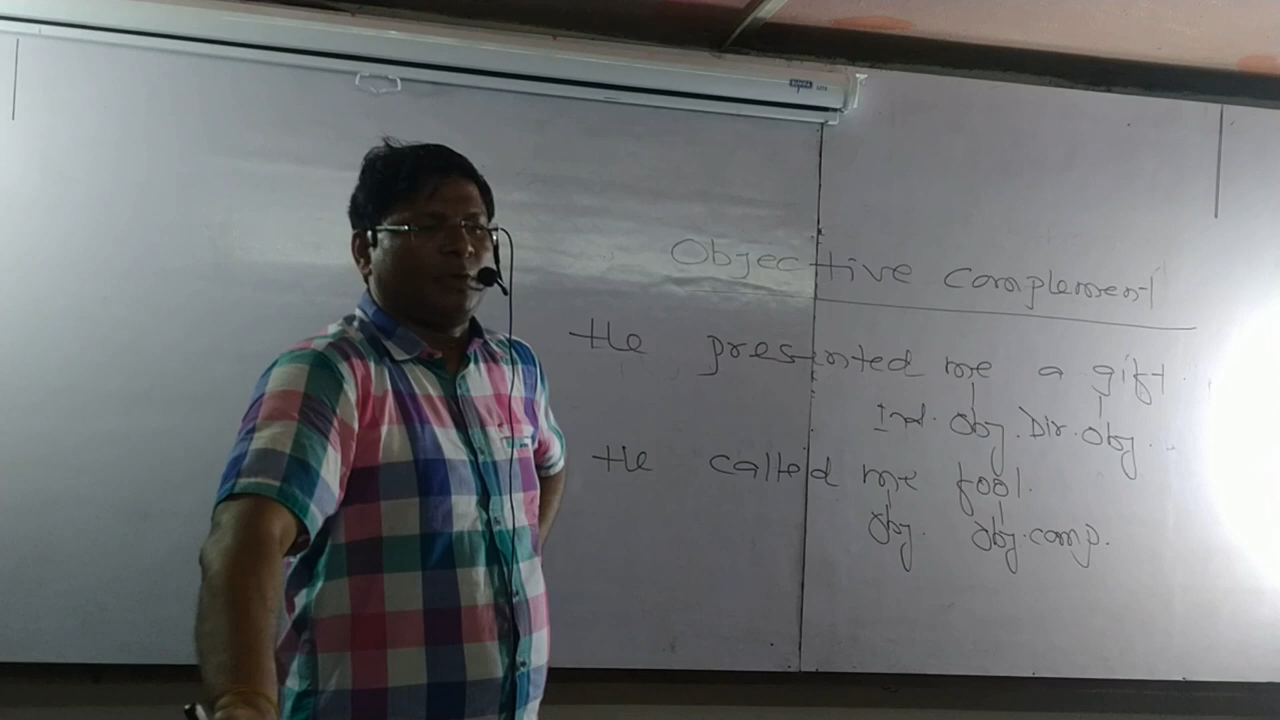 Objective complement
He presented me a gift.
Ind. Obj. Dir. Obj.
He called me fool.
Obj. Obj. comp.